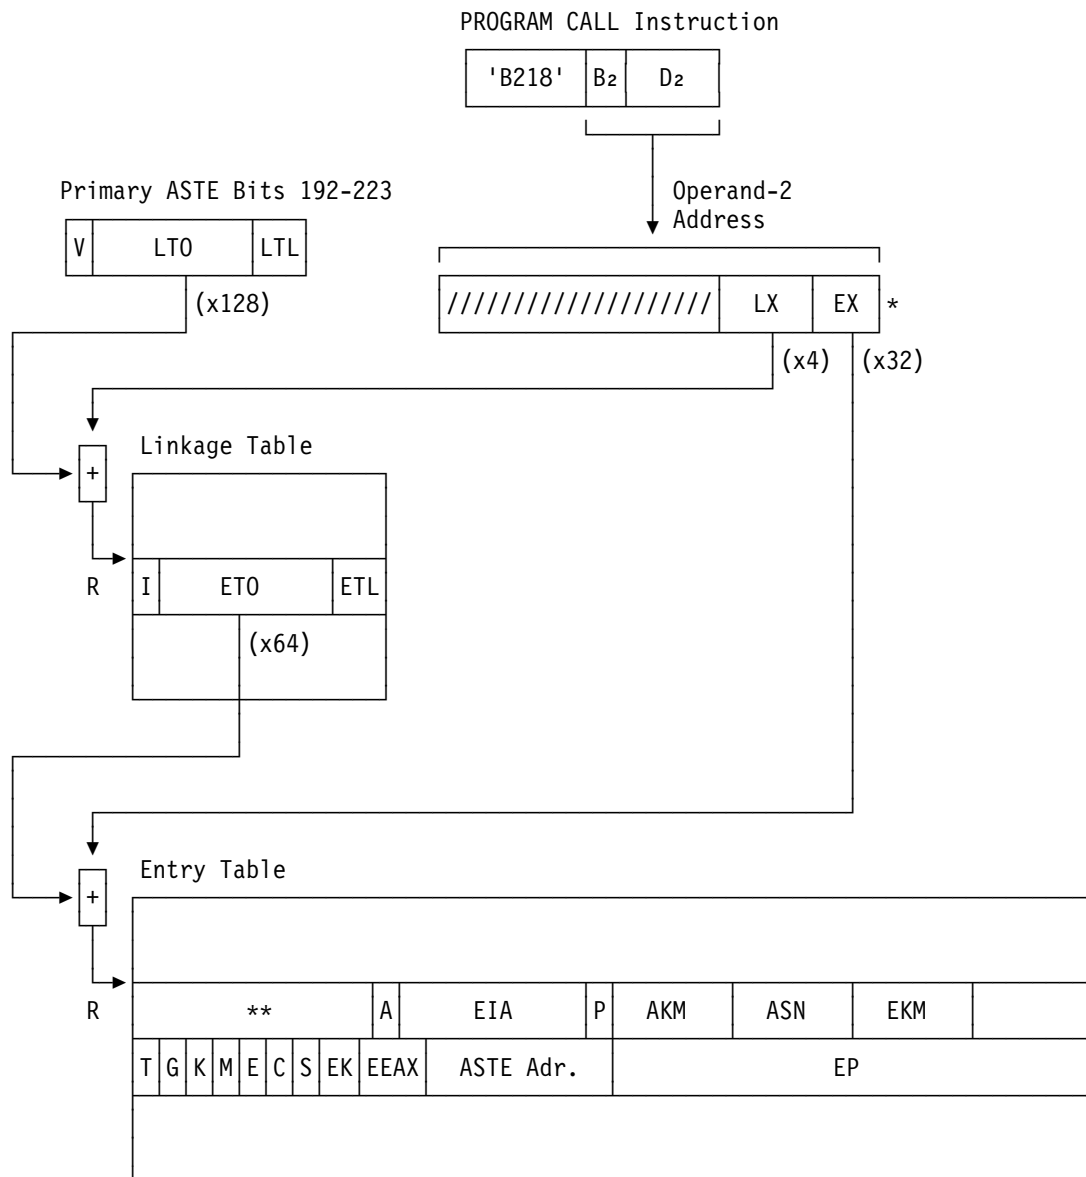 PROGRAM CALL Instruction
'B218' B₂ D₂
Primary ASTE Bits 192-223
Operand-2
Address
V LTO LTL
(x128)
/////////////////// LX EX *
(x4) (x32)
+
Linkage Table
R
I ETO ETL
(x64)
+
Entry Table
R
** A EIA P AKM ASN EKM
T G K M E C S EK EEAX ASTE Adr. EP